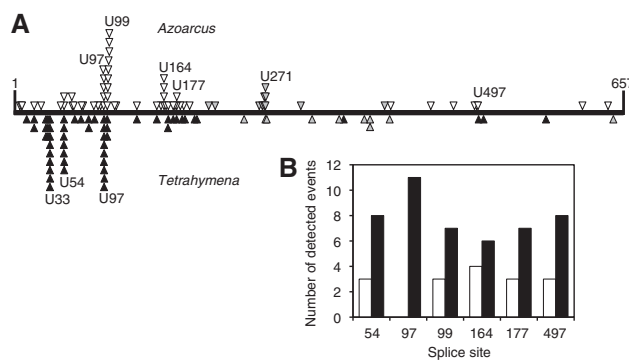 A
U99
Azoarcus
U97
U164
U177
U271
U497
1
657
U33
U54
U97
Tetrahymena
B
Number of detected events
12
10
8
6
4
2
0
54 97 99 164 177 497
Splice site